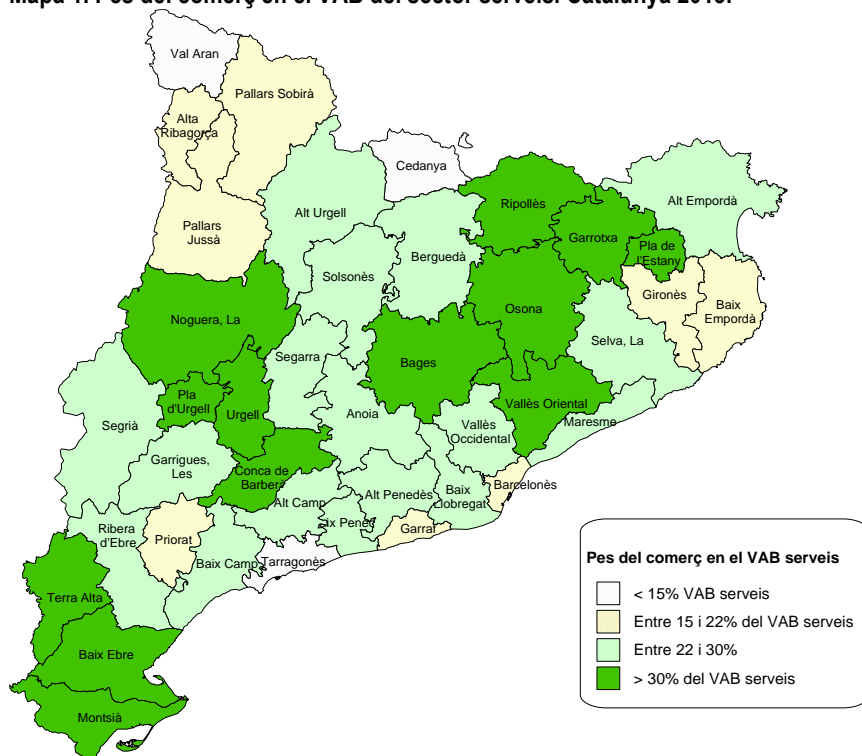 Val Aran
Pallars Sobirà
Alta
Ribagorça
Cedanya
Alt Urgell
Ripollès
Alt Empordà
Pallars
Jussà
Garrotxa
Pla de
l'Estany
Berguedà
Solsonès
Gironès
Baix
Empordà
Noguera, La
Osona
Selva, La
Segarra
Bages
Pla
d'Urgell
Urgell
Vallès Oriental
Segrià
Anoia
Vallès
Occidental
Maresme
Garrigues,
Les
Conca de
Barberà
Barcelonès
Alt Camp
Alt Penedès
Baix
Llobregat
Ribera
d'Ebre
Priorat
ix Pened
Garraf
Baix Camp
Tarragonès
Terra Alta
Baix Ebre
Montsià
Pes del comerç en el VAB serveis
< 15% VAB serveis
Entre 15 i 22% del VAB serveis
Entre 22 i 30%
> 30% del VAB serveis